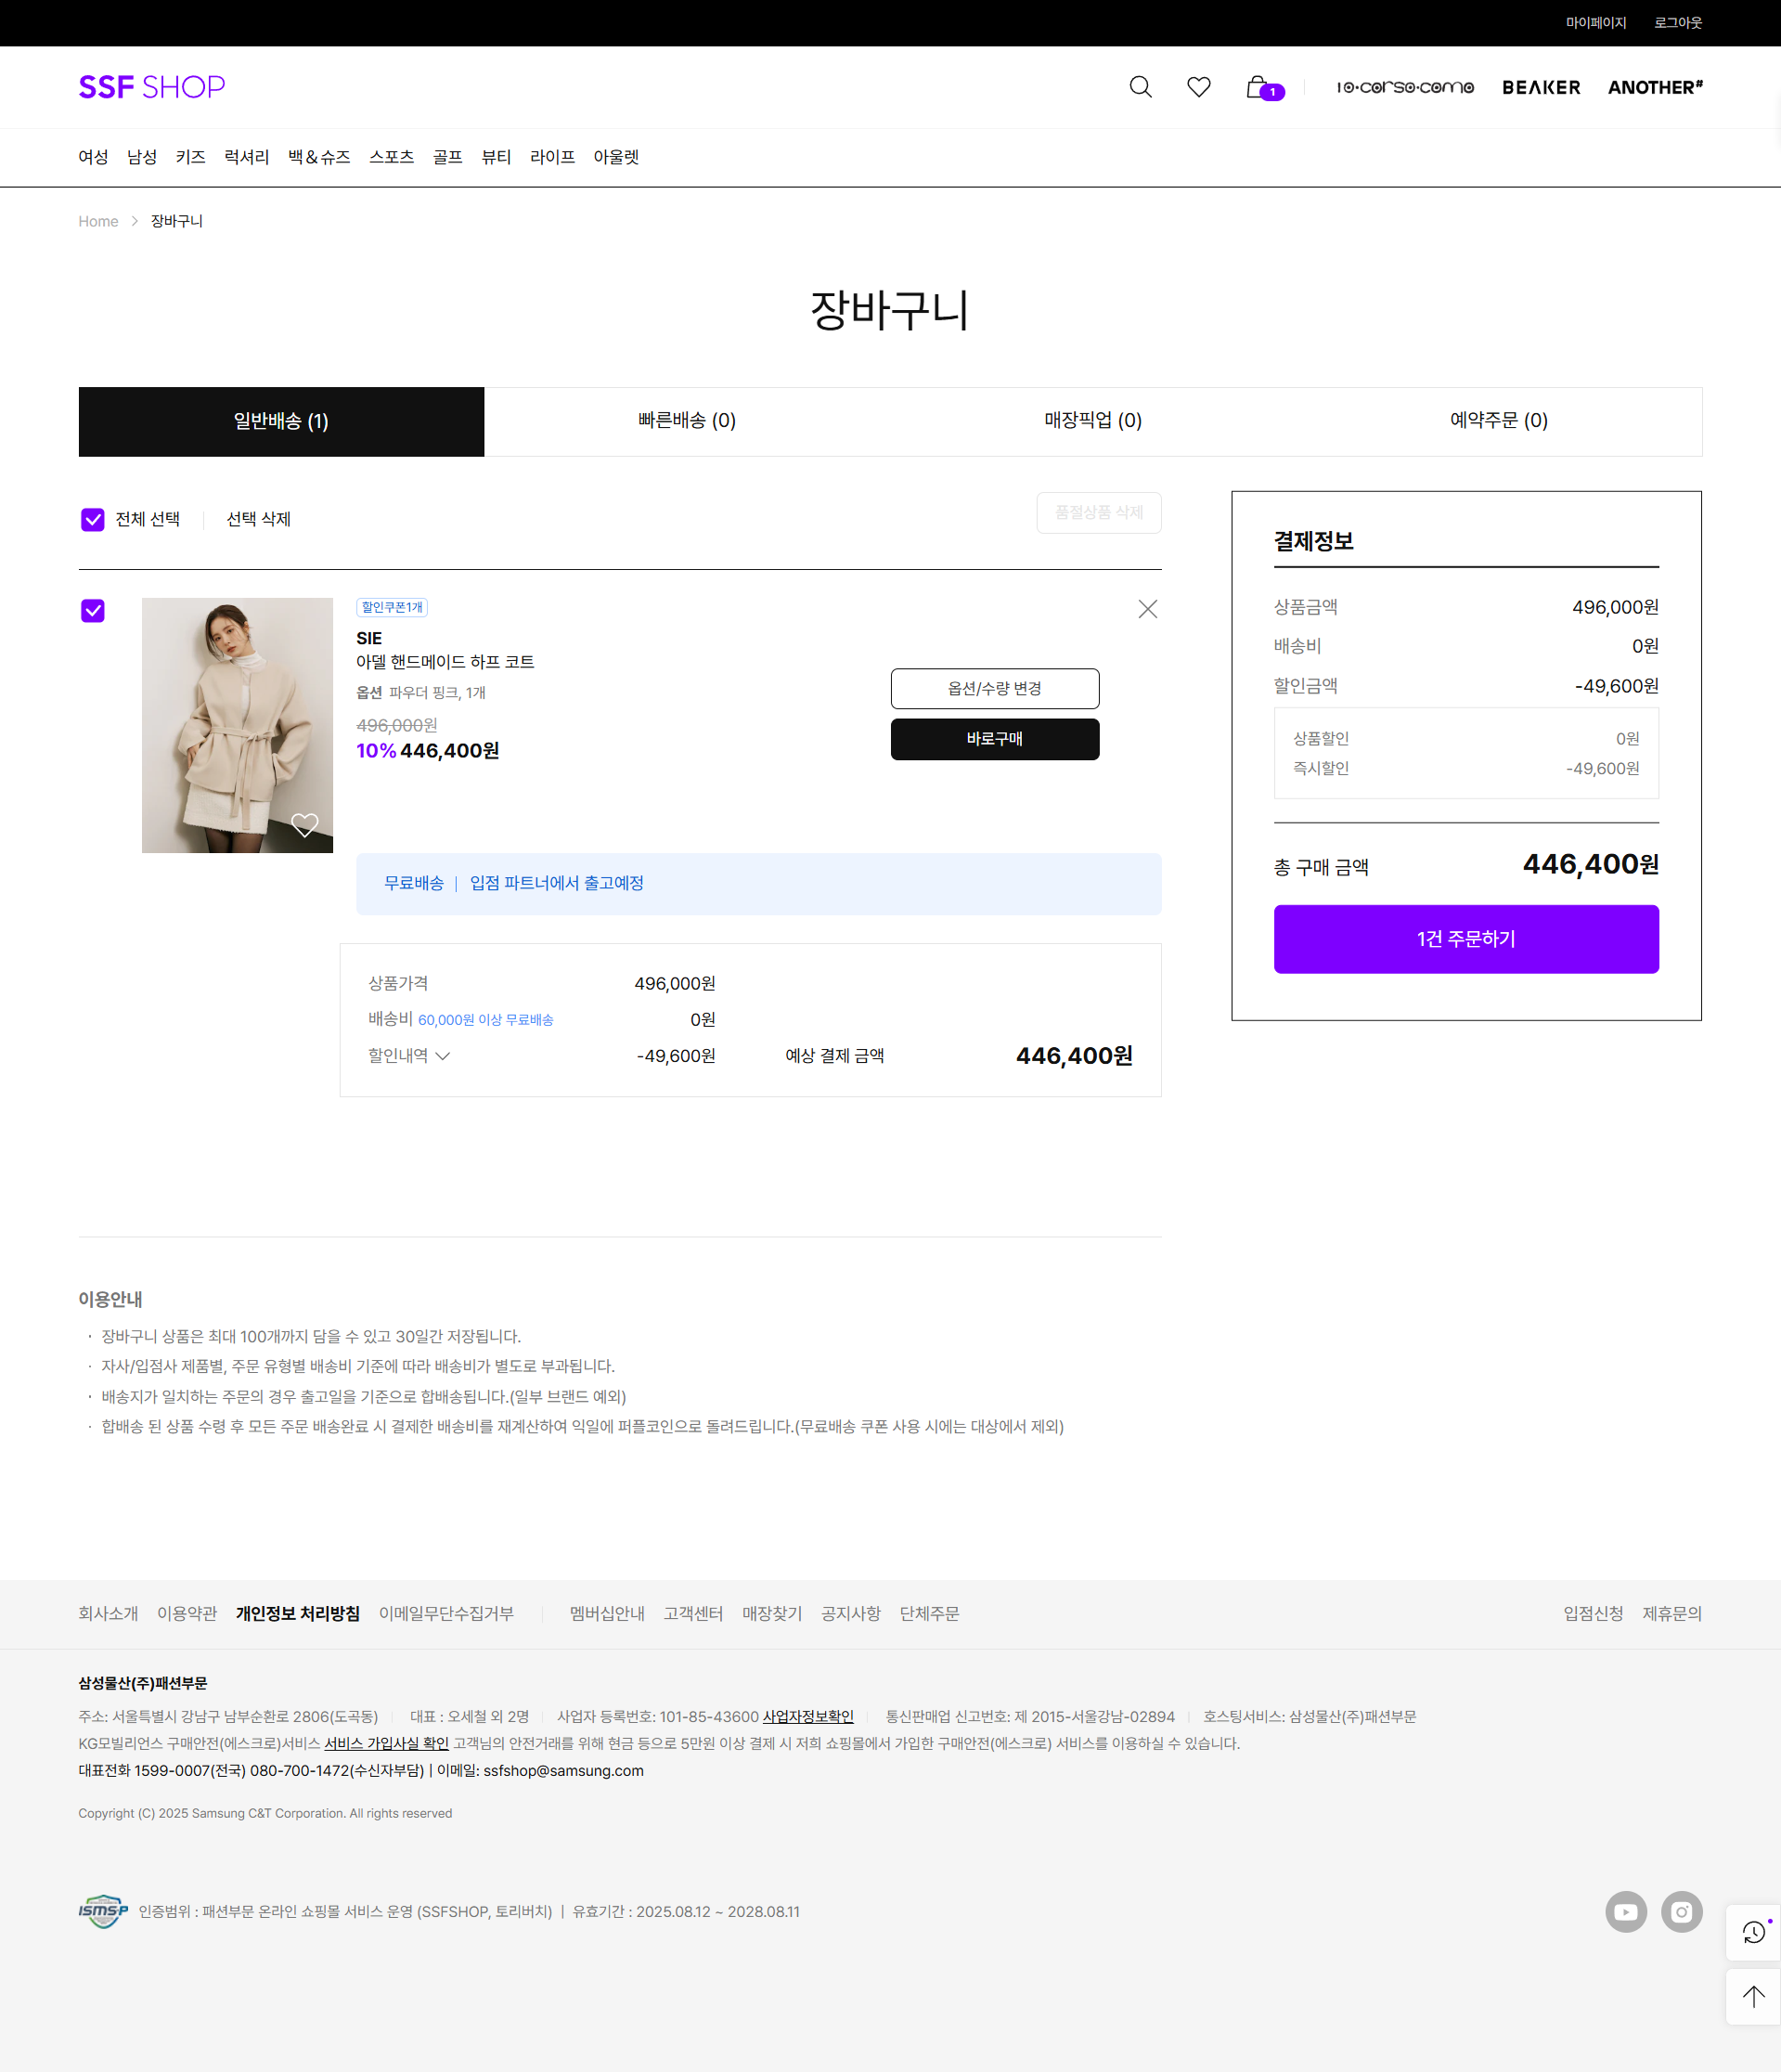 마이페이지 로그아웃
SSF SHOP
1
10·corso·como BEAKER ANOTHER#
여성 남성 키즈 럭셔리 백&슈즈 스포츠 골프 뷰티 라이프 아울렛
Home > 장바구니
장바구니
일반배송 (1) 빠른배송 (0) 매장픽업 (0) 예약주문 (0)
전체 선택 선택 삭제 품절상품 삭제
할인쿠폰1개
SIE
아델 핸드메이드 하프 코트
옵션 파우더 핑크, 1개
496,000원
10% 446,400원
옵션/수량 변경
바로구매
무료배송 | 입점 파트너에서 출고예정
상품가격 496,000원
배송비 60,000원 이상 무료배송 0원
할인내역 -49,600원 예상 결제 금액 446,400원
결제정보
상품금액 496,000원
배송비 0원
할인금액 -49,600원
상품할인 0원
즉시할인 -49,600원
총 구매 금액 446,400원
1건 주문하기
이용안내
· 장바구니 상품은 최대 100개까지 담을 수 있고 30일간 저장됩니다.
· 자사/입점사 제품별, 주문 유형별 배송비 기준에 따라 배송비가 별도로 부과됩니다.
· 배송지가 일치하는 주문의 경우 출고일을 기준으로 합배송됩니다.(일부 브랜드 예외)
· 합배송 된 상품 수령 후 모든 주문 배송완료 시 결제한 배송비를 재계산하여 익일에 퍼플코인으로 돌려드립니다.(무료배송 쿠폰 사용 시에는 대상에서 제외)
회사소개 이용약관 개인정보 처리방침 이메일무단수집거부 멤버십안내 고객센터 매장찾기 공지사항 단체주문 입점신청 제휴문의
삼성물산(주)패션부문
주소: 서울특별시 강남구 남부순환로 2806(도곡동) 대표 : 오세철 외 2명 사업자 등록번호: 101-85-43600 사업자정보확인 통신판매업 신고번호: 제 2015-서울강남-02894 호스팅서비스: 삼성물산(주)패션부문
KG모빌리언스 구매안전(에스크로)서비스 서비스 가입사실 확인 고객님의 안전거래를 위해 현금 등으로 5만원 이상 결제 시 저희 쇼핑몰에서 가입한 구매안전(에스크로) 서비스를 이용하실 수 있습니다.
대표전화 1599-0007(전국) 080-700-1472(수신자부담) | 이메일: ssfshop@samsung.com
Copyright (C) 2025 Samsung C&T Corporation. All rights reserved
ISMS-P 인증범위 : 패션부문 온라인 쇼핑몰 서비스 운영 (SSFSHOP, 토리버치) | 유효기간 : 2025.08.12 ~ 2028.08.11